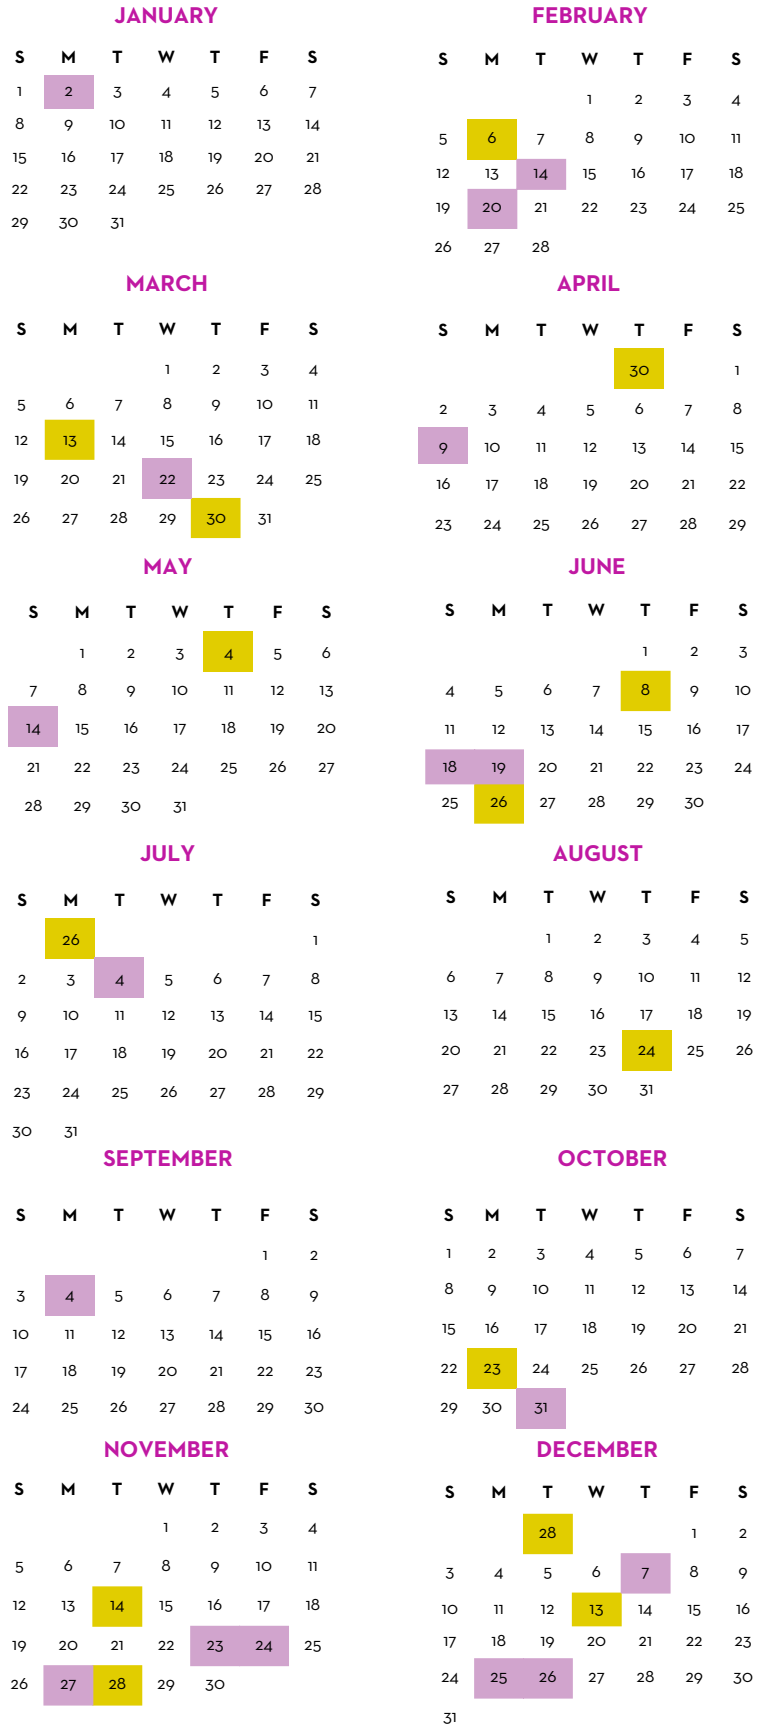 JANUARY
S M T W T F S
1 2 3 4 5 6 7
8 9 10 11 12 13 14
15 16 17 18 19 20 21
22 23 24 25 26 27 28
29 30 31
FEBRUARY
S M T W T F S
1 2 3 4
5 6 7 8 9 10 11
12 13 14 15 16 17 18
19 20 21 22 23 24 25
26 27 28
MARCH
S M T W T F S
1 2 3 4
5 6 7 8 9 10 11
12 13 14 15 16 17 18
19 20 21 22 23 24 25
26 27 28 29 30 31
APRIL
S M T W T F S
30 1
2 3 4 5 6 7 8
9 10 11 12 13 14 15
16 17 18 19 20 21 22
23 24 25 26 27 28 29
MAY
S M T W T F S
1 2 3 4 5 6
7 8 9 10 11 12 13
14 15 16 17 18 19 20
21 22 23 24 25 26 27
28 29 30 31
JUNE
S M T W T F S
1 2 3
4 5 6 7 8 9 10
11 12 13 14 15 16 17
18 19 20 21 22 23 24
25 26 27 28 29 30
JULY
S M T W T F S
26 1
2 3 4 5 6 7 8
9 10 11 12 13 14 15
16 17 18 19 20 21 22
23 24 25 26 27 28 29
30 31
AUGUST
S M T W T F S
1 2 3 4 5
6 7 8 9 10 11 12
13 14 15 16 17 18 19
20 21 22 23 24 25 26
27 28 29 30 31
SEPTEMBER
S M T W T F S
1 2
3 4 5 6 7 8 9
10 11 12 13 14 15 16
17 18 19 20 21 22 23
24 25 26 27 28 29 30
OCTOBER
S M T W T F S
1 2 3 4 5 6 7
8 9 10 11 12 13 14
15 16 17 18 19 20 21
22 23 24 25 26 27 28
29 30 31
NOVEMBER
S M T W T F S
1 2 3 4
5 6 7 8 9 10 11
12 13 14 15 16 17 18
19 20 21 22 23 24 25
26 27 28 29 30
DECEMBER
S M T W T F S
28 1 2
3 4 5 6 7 8 9
10 11 12 13 14 15 16
17 18 19 20 21 22 23
24 25 26 27 28 29 30
31